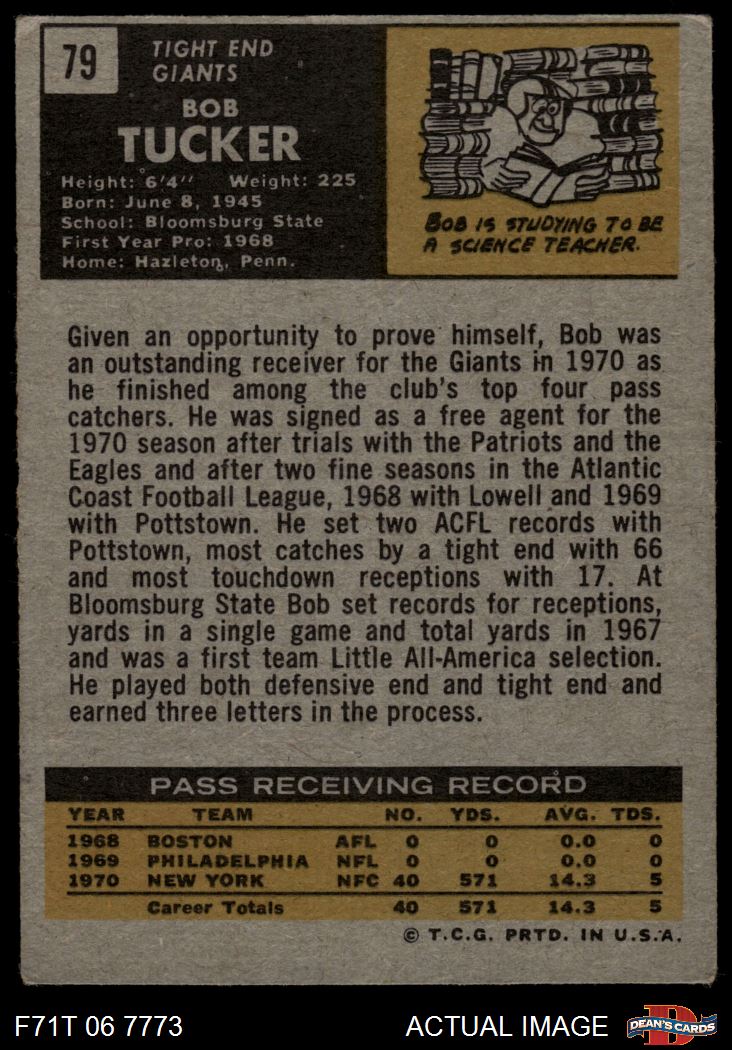 79
TIGHT END
GIANTS
BOB
TUCKER
Height: 6'4'' Weight: 225
Born: June 8, 1945
School: Bloomsburg State
First Year Pro: 1968
Home: Hazleton, Penn.
BOB IS STUDYING TO BE
A SCIENCE TEACHER.
Given an opportunity to prove himself, Bob was
an outstanding receiver for the Giants in 1970 as
he finished among the club's top four pass
catchers. He was signed as a free agent for the
1970 season after trials with the Patriots and the
Eagles and after two fine seasons in the Atlantic
Coast Football League, 1968 with Lowell and 1969
with Pottstown. He set two ACFL records with
Pottstown, most catches by a tight end with 66
and most touchdown receptions with 17. At
Bloomsburg State Bob set records for receptions,
yards in a single game and total yards in 1967
and was a first team Little All-America selection.
He played both defensive end and tight end and
earned three letters in the process.
PASS RECEIVING RECORD
YEAR TEAM NO. YDS. AVG. TDS.
1968 BOSTON AFL 0 0 0.0 0
1969 PHILADELPHIA NFL 0 0 0.0 0
1970 NEW YORK NFC 40 571 14.3 5
Career Totals 40 571 14.3 5
© T.C.G. PRTD. IN U.S.A.
F71T 06 7773 ACTUAL IMAGE DEAN'S CARDS